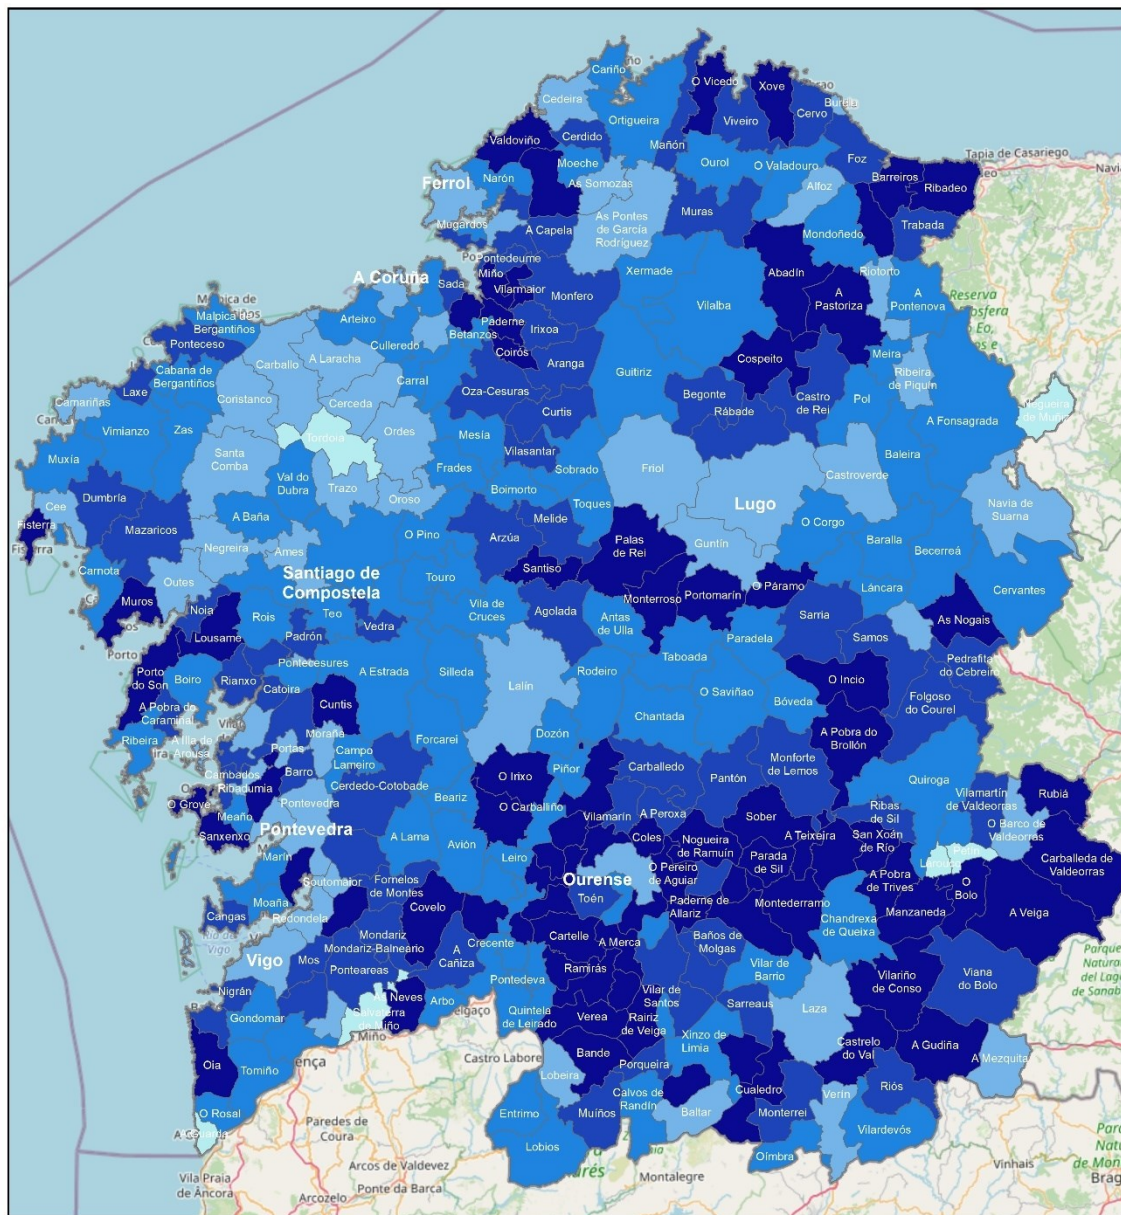 Cariño
O Vicedo
Xove
Cedeira
Burela
Ortigueira
Viveiro
Cervo
Valdoviño
Cerdido
Mañón
Foz
Tapia de Casariego
Moeche
Ourol
O Valadouro
Narón
As Somozas
Alfoz
Barreiros
Ribadeo
Ferrol
As Pontes
de García
Rodríguez
Muras
Mugardos
A Capela
Mondoñedo
Trabada
Pontedeume
A Coruña
Miño
Sada
Vilarmaior
Xermade
Abadín
Riotorto
Monfero
A
Pastoriza
A
Pontenova
Reserva
Vilalba
Malpica de
Bergantiños
Arteixo
Paderne
Irixoa
Ponteceso
Betanzos
Culleredo
Coirós
A Laracha
Cospeito
Meira
Carballo
Aranga
Cabana de
Bergantiños
Guitiriz
Ribeira
de Piquín
Laxe
Carral
Camariñas
Oza-Cesuras
Begonte
Castro
de Rei
Pol
Coristanco
Cerceda
Curtis
Rábade
A Fonsagrada
Vimianzo
Zas
Tordoia
Ordes
Mesía
Baleira
Muxía
Santa
Comba
Vilasantar
Val do
Dubra
Frades
Sobrado
Friol
Castroverde
Trazo
Boimorto
Dumbría
Oroso
Toques
Lugo
Navia de
Suarna
Cee
A Baña
Melide
Fisterra
Mazaricos
O Corgo
Arzúa
Palas
de Rei
Negreira
Ames
O Pino
Guntín
Baralla
Becerreá
Carnota
Santiso
Outes
Santiago de
Compostela
Touro
O Páramo
Láncara
Cervantes
Muros
Monterroso
Portomarín
Noia
Vila de
Cruces
Agolada
Rois
Teo
Vedra
Antas
de Ulla
Sarria
As Nogais
Lousame
Padrón
Paradela
Samos
Pontecesures
A Estrada
Silleda
Rodeiro
Taboada
Pedrafita
do Cebreiro
Porto
do Son
Boiro
Rianxo
Catoira
Lalín
O Incio
O Saviñao
Folgoso
do Courel
A Pobra do
Caramiñal
Cuntis
Bóveda
Chantada
Ribeira
A Illa de
Arousa
Moraña
Forcarei
Dozón
A Pobra do
Brollón
Portas
Campo
Lameiro
Cambados
Barro
O Irixo
Piñor
Carballedo
Monforte
de Lemos
Ribadumia
Cerdedo-Cotobade
Pantón
Quiroga
O Grove
Meaño
Pontevedra
Beariz
O Carballiño
Vilamartín
de Valdeorras
Rubiá
Vilamarín
A Peroxa
Sober
Ribas
de Sil
Sanxenxo
Pontevedra
A Lama
Avión
Coles
Nogueira
de Ramuín
A Teixeira
San Xoán
de Río
O Barco de
Valdeorras
Marín
Leiro
Parada
de Sil
Larouco
Petín
Carballeda de
Valdeorras
Soutomaior
Fornelos
de Montes
Ourense
O Pereiro
de Aguiar
A Pobra
de Trives
O
Bolo
Moaña
Toén
Covelo
Paderne de
Allariz
Montederramo
Manzaneda
A Veiga
Cangas
Redondela
Chandrexa
de Queixa
Mondariz
Mondariz-Balneario
Cartelle
A Merca
Baños de
Molgas
Vigo
Mos
A
Cañiza
Crecente
Ponteareas
Ramirás
Vilar
de Barrio
Vilariño
de Conso
Viana
do Bolo
Nigrán
As Neves
Arbo
Pontedeva
Vilar de
Santos
Sarreaus
Laza
Gondomar
Salvaterra
de Miño
Quintela
de Leirado
Verea
Rairiz
de Veiga
Xinzo de
Limia
Castro Labore
Castrelo
do Val
A Gudiña
A Mezquita
Oia
Tomiño
Bande
Porqueira
Lobeira
Cualedro
Riós
Calvos de
Randín
Verín
O Rosal
Paredes de
Coura
Entrimo
Muíños
Baltar
Monterrei
Vilardevós
A Guarda
Lobios
Oímbra
Arcos de Valdevez
Montalegre
Vinhais
Vila Praia
de Âncora
Ponte da Barca
Arcozelo